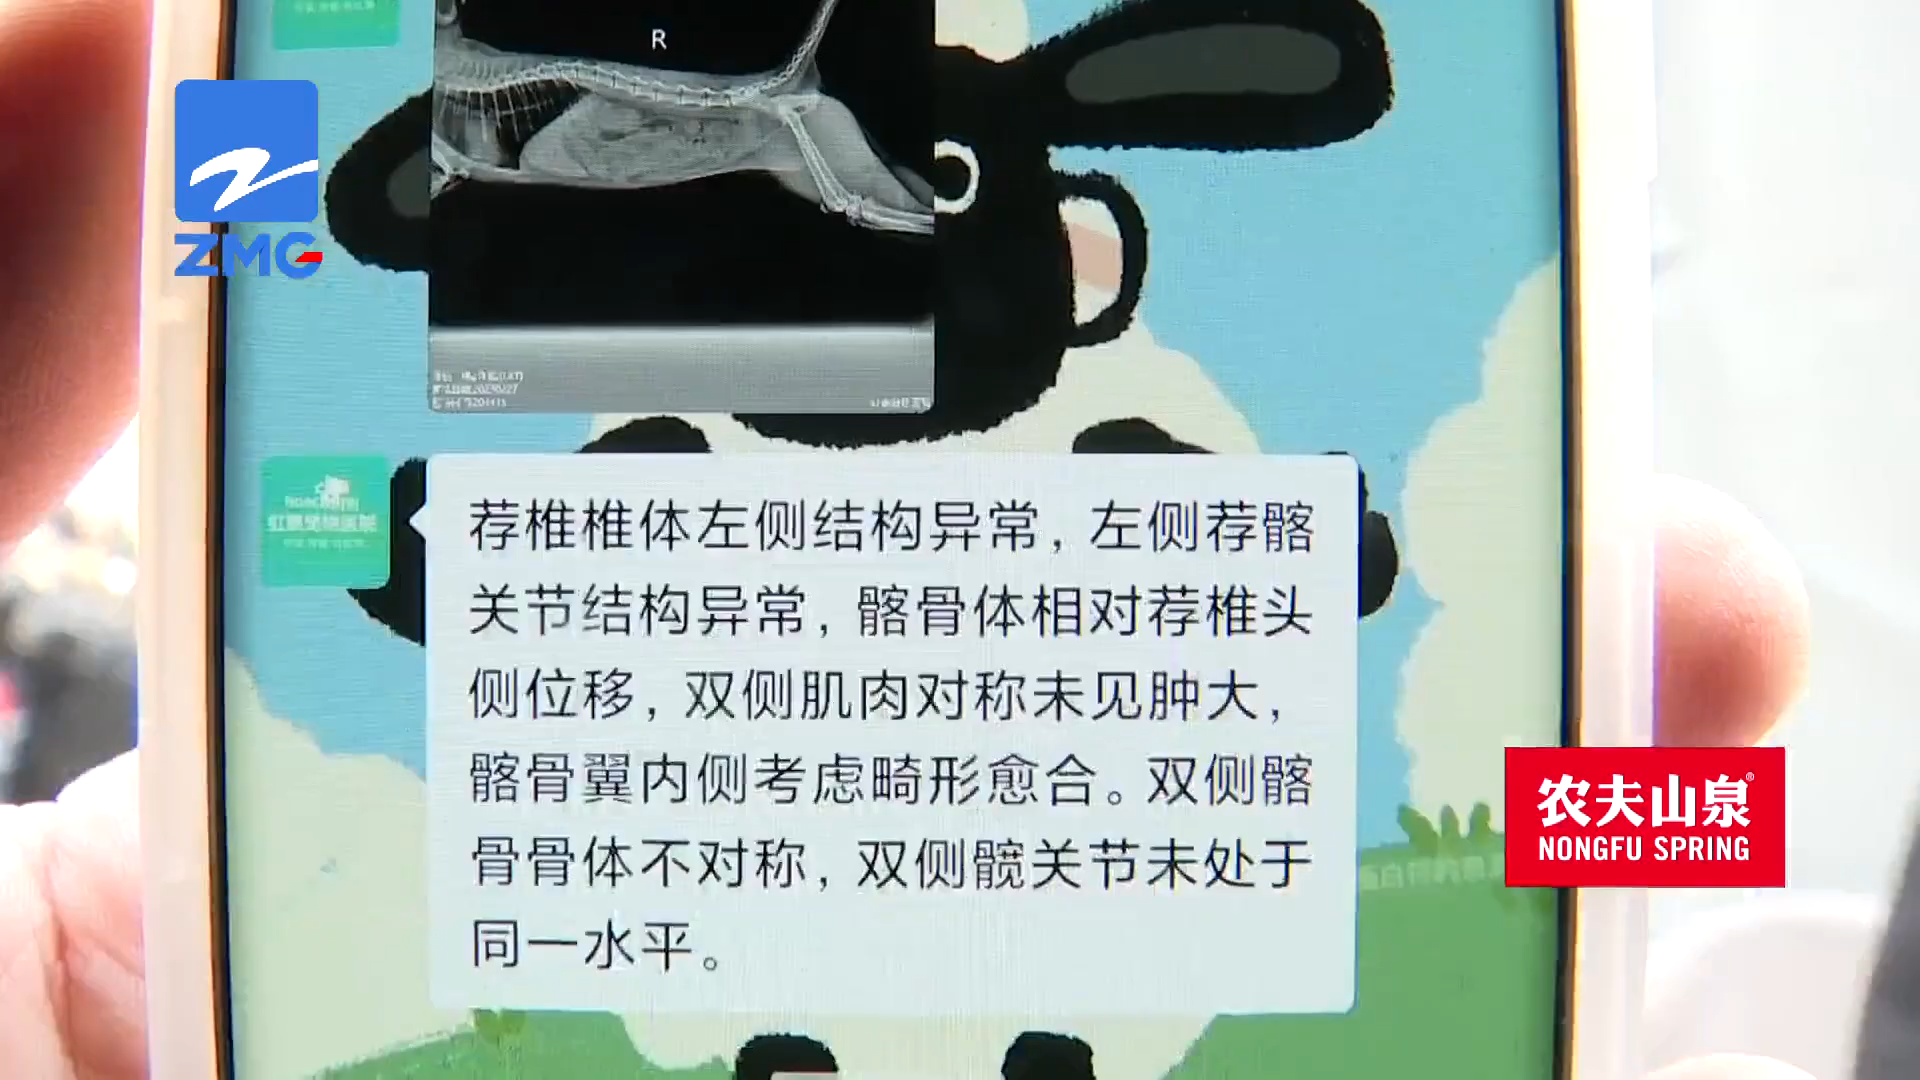 R
ZMG
荐椎椎体左侧结构异常，左侧荐髂
关节结构异常，髂骨体相对荐椎头
侧位移，双侧肌肉对称未见肿大，
髂骨翼内侧考虑畸形愈合。双侧髂
骨骨体不对称，双侧髋关节未处于
同一水平。
农夫山泉®
NONGFU SPRING